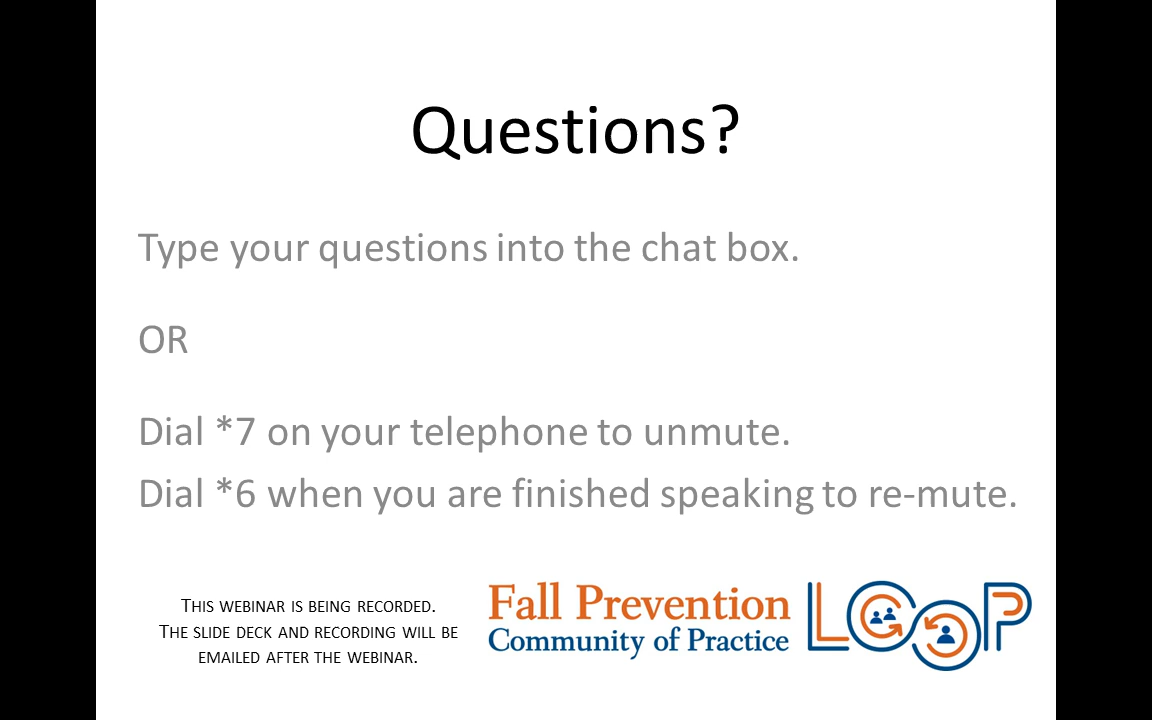 Questions?
Type your questions into the chat box.
OR
Dial *7 on your telephone to unmute.
Dial *6 when you are finished speaking to re-mute.
THIS WEBINAR IS BEING RECORDED.
THE SLIDE DECK AND RECORDING WILL BE
EMAILED AFTER THE WEBINAR.
Fall Prevention
Community of Practice
LOOP